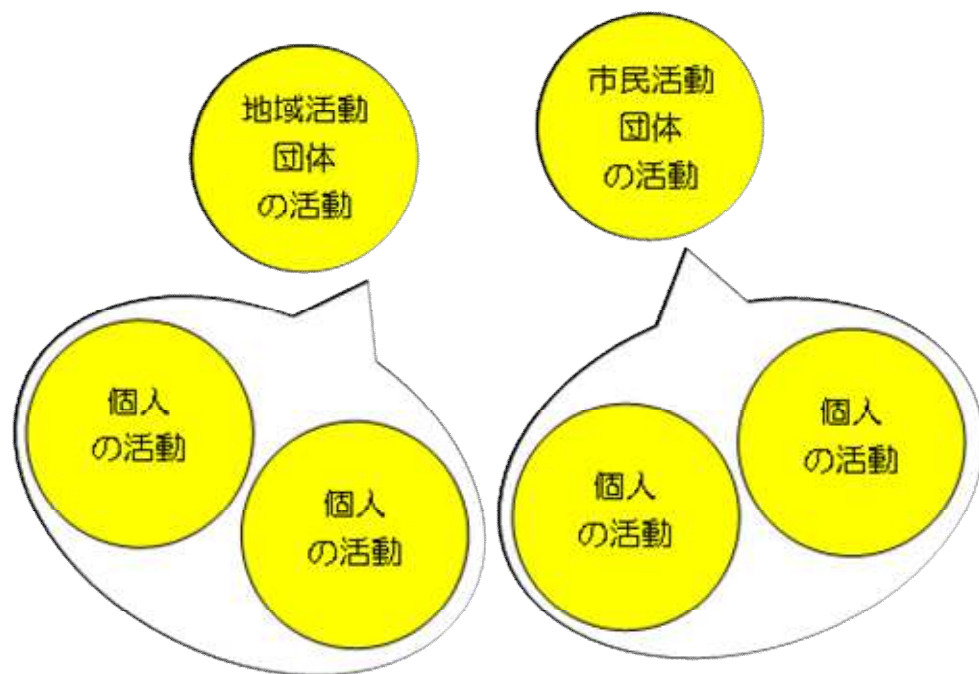 地域活動
団体
の活動
市民活動
団体
の活動
個人
の活動
個人
の活動
個人
の活動
個人
の活動